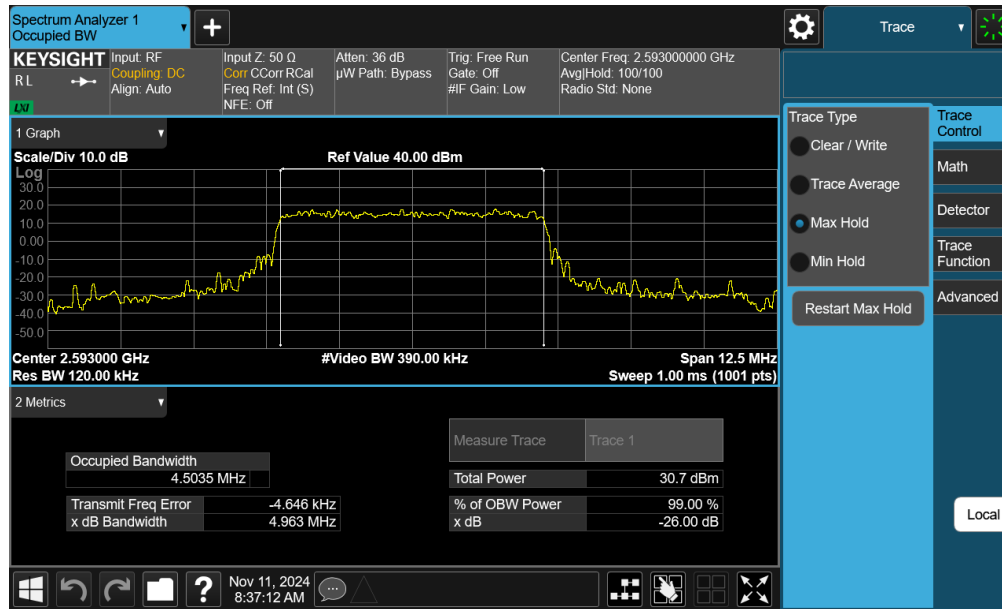 Spectrum Analyzer 1
Occupied BW
+
Trace
KEYSIGHT
R L
LXI
Input: RF
Coupling: DC
Align: Auto
Input Z: 50 Ω
Corr CCorr RCal
Freq Ref: Int (S)
NFE: Off
Atten: 36 dB
µW Path: Bypass
Trig: Free Run
Gate: Off
#IF Gain: Low
Center Freq: 2.593000000 GHz
Avg|Hold: 100/100
Radio Std: None
1 Graph
Scale/Div 10.0 dB
Ref Value 40.00 dBm
Log
30.0
20.0
10.0
0.00
-10.0
-20.0
-30.0
-40.0
-50.0
Center 2.593000 GHz
#Video BW 390.00 kHz
Span 12.5 MHz
Res BW 120.00 kHz
Sweep 1.00 ms (1001 pts)
2 Metrics
Measure Trace
Trace 1
Occupied Bandwidth
4.5035 MHz
Total Power
30.7 dBm
Transmit Freq Error
-4.646 kHz
% of OBW Power
99.00 %
x dB Bandwidth
4.963 MHz
x dB
-26.00 dB
Trace Type
Clear / Write
Trace Average
Max Hold
Min Hold
Restart Max Hold
Trace
Control
Math
Detector
Trace
Function
Advanced
Local
?
Nov 11, 2024
8:37:12 AM